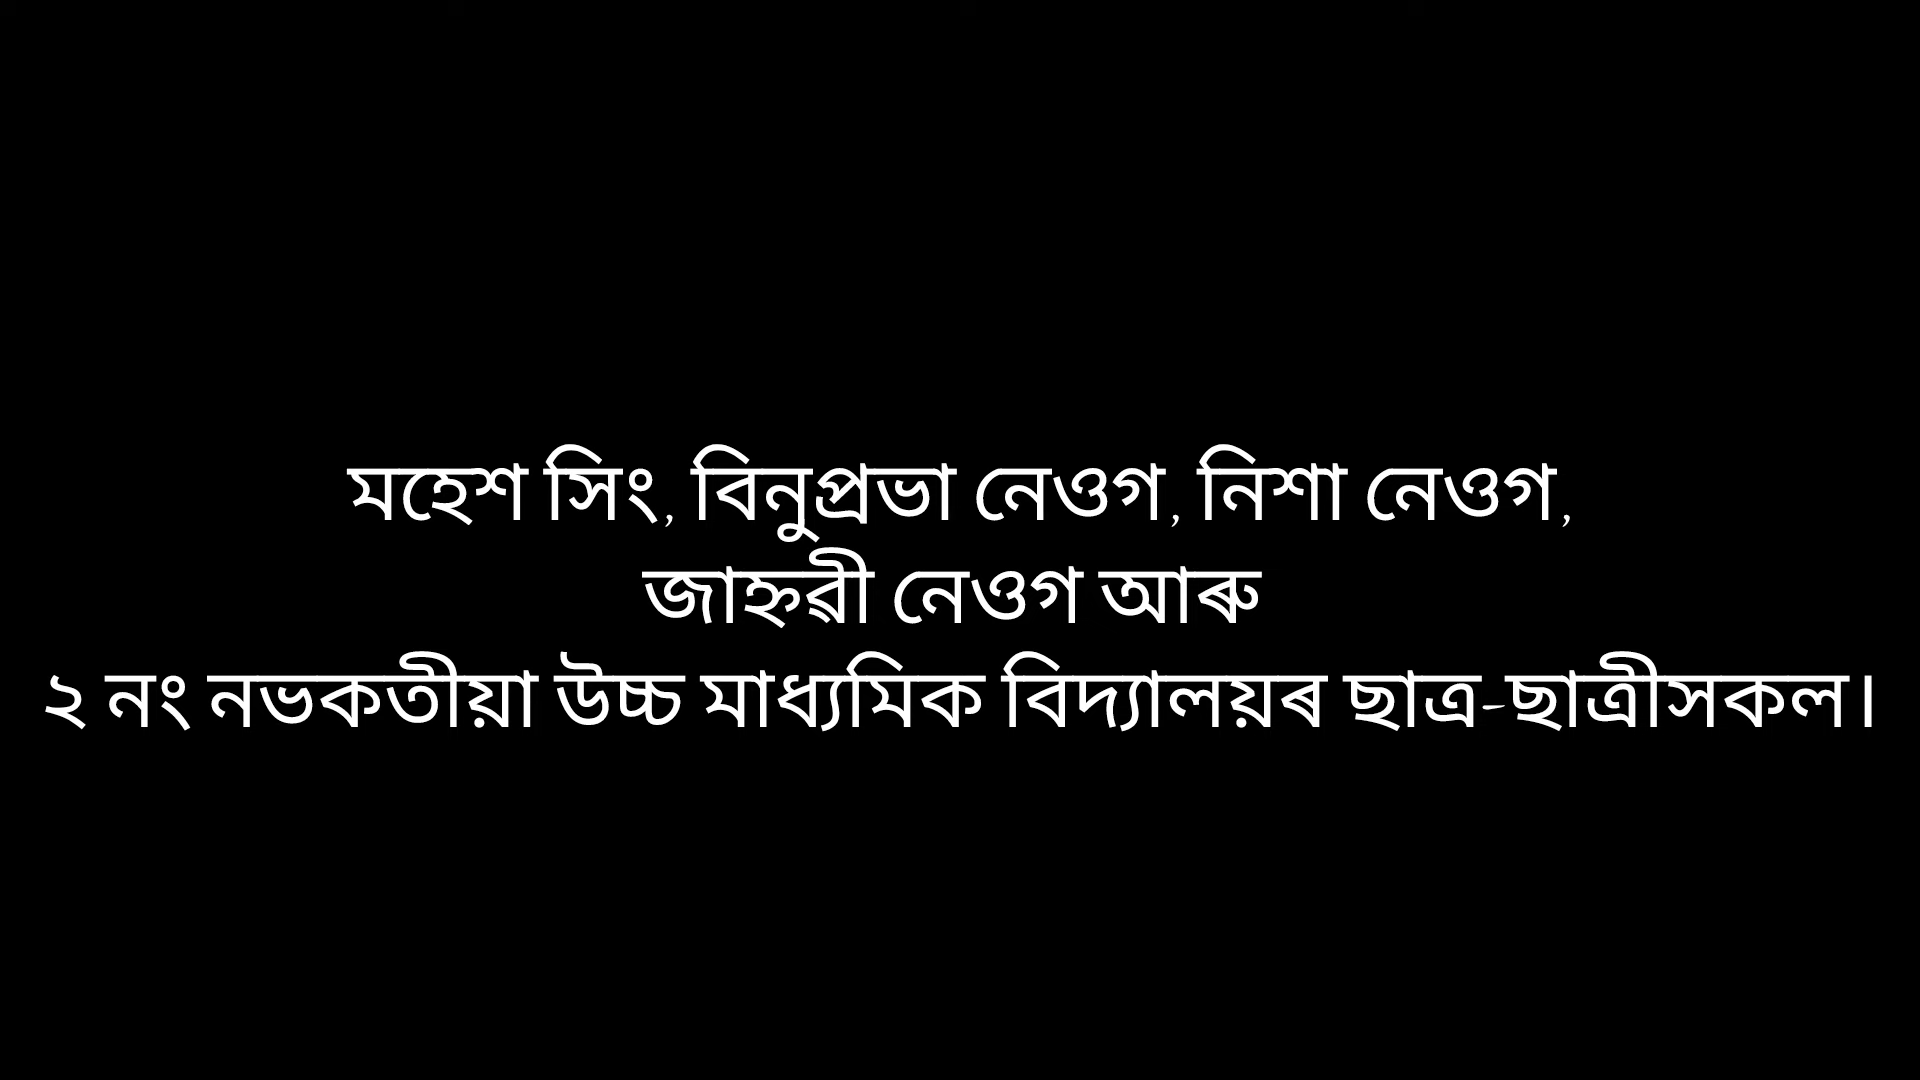 মহেশ সিং, বিনুপ্ৰভা নেওগ, নিশা নেওগ,
জাহ্নৱী নেওগ আৰু
২ নং নভকতীয়া উচ্চ মাধ্যমিক বিদ্যালয়ৰ ছাত্ৰ-ছাত্ৰীসকল।